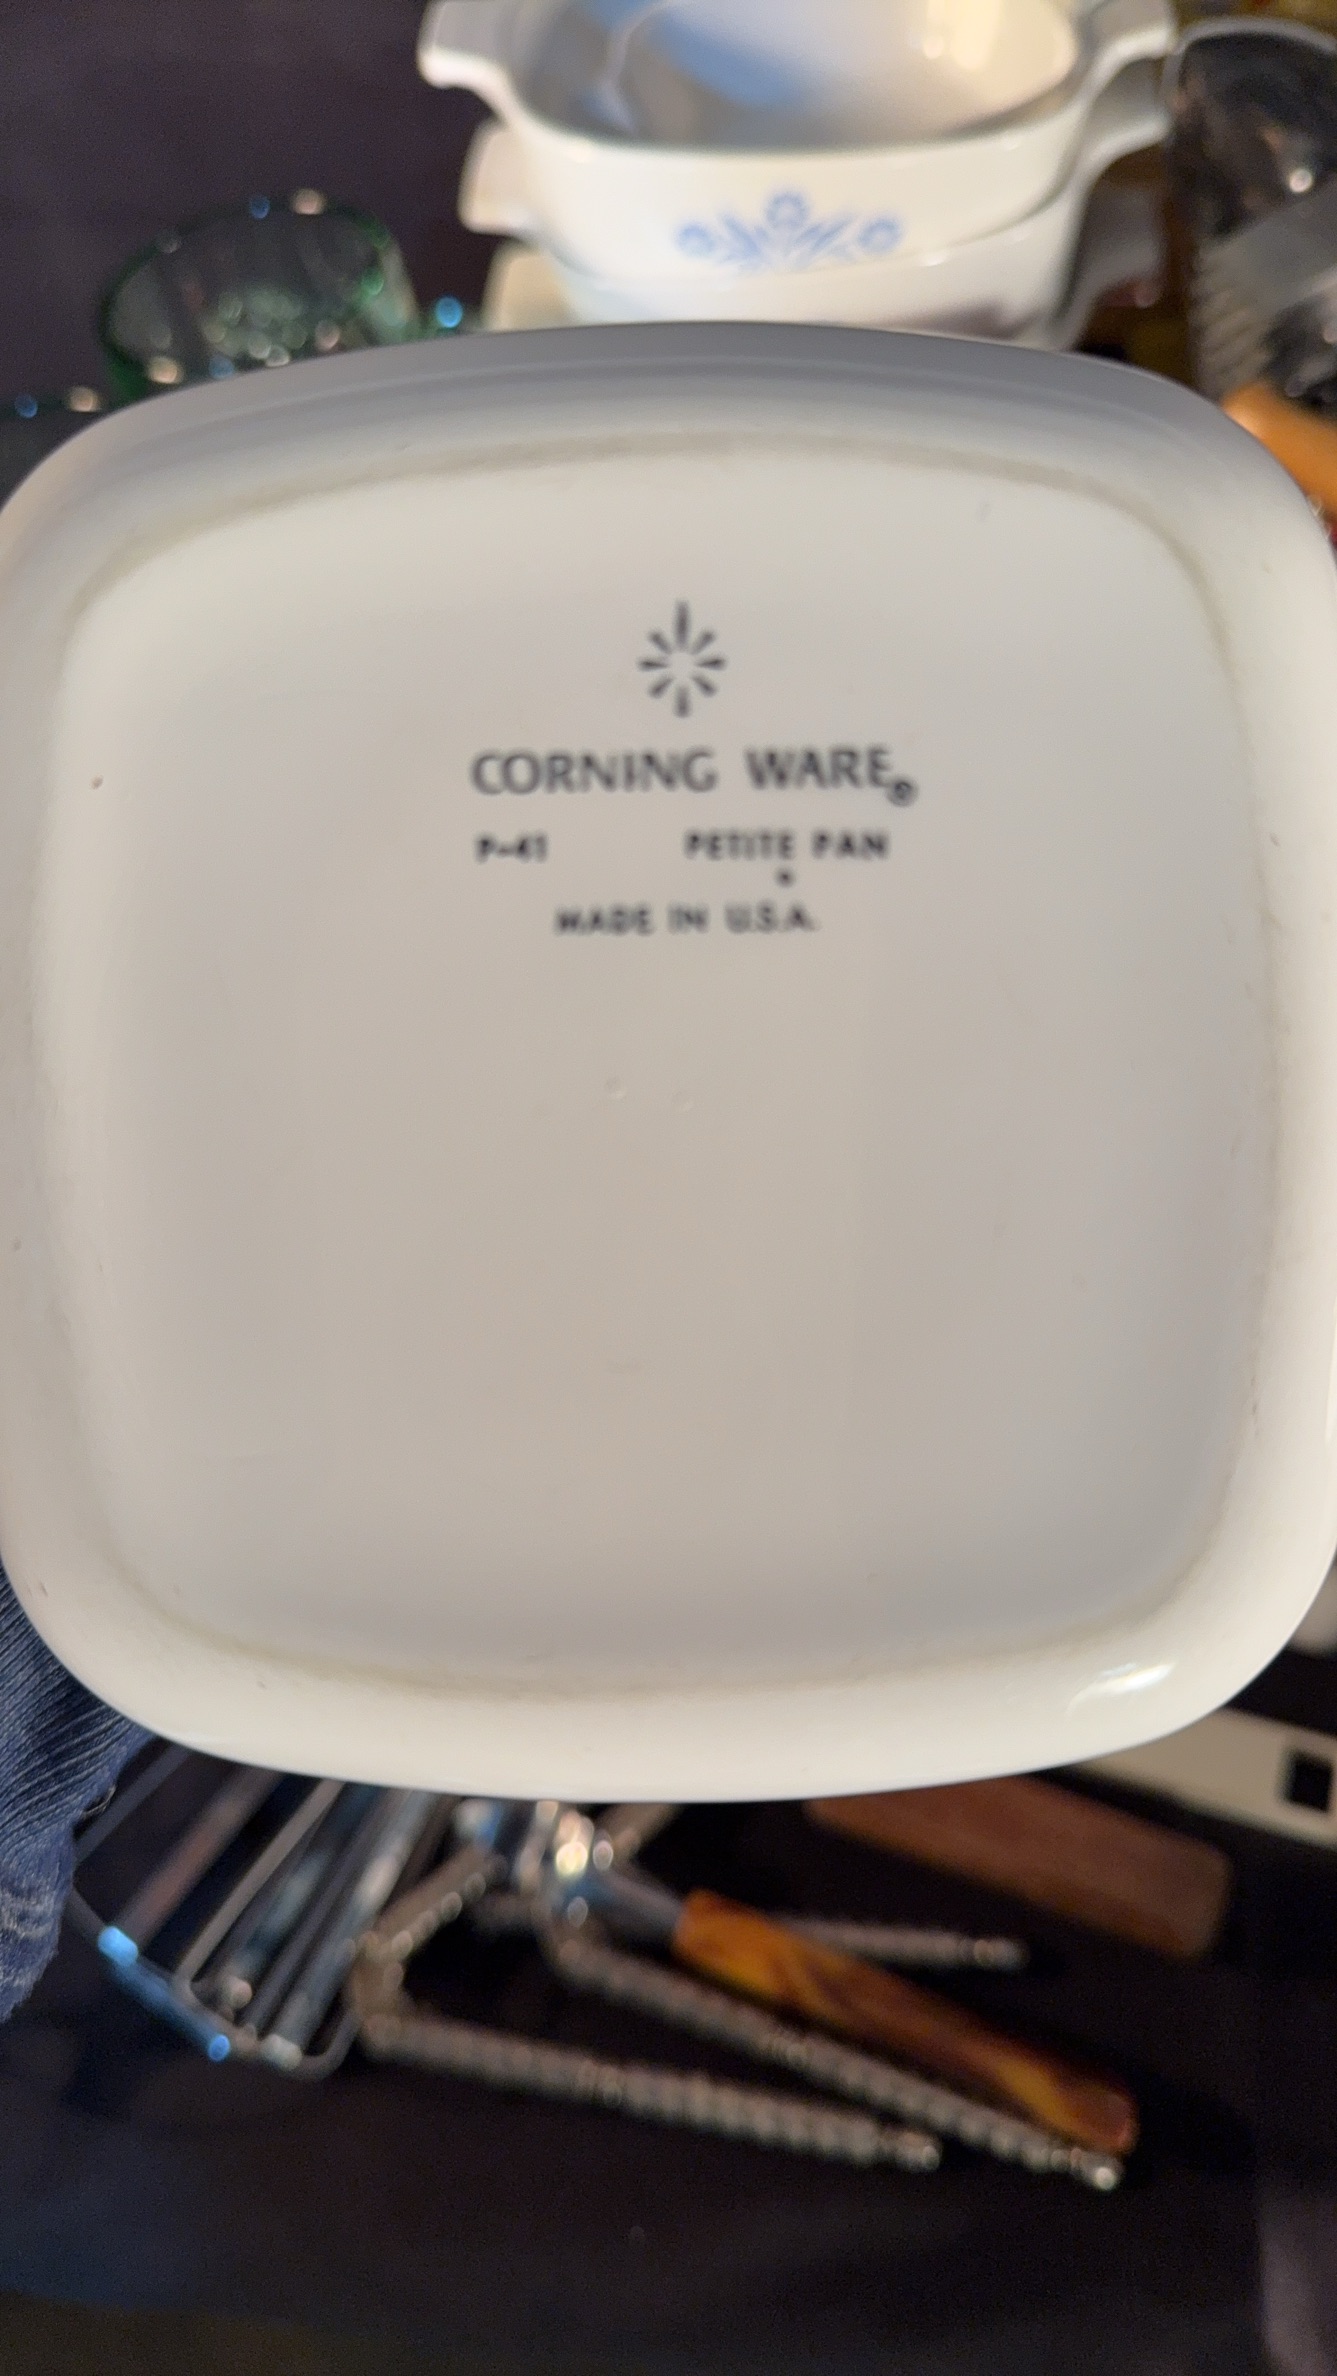 CORNING WARE®
P-41 PETITE PAN
MADE IN U.S.A.